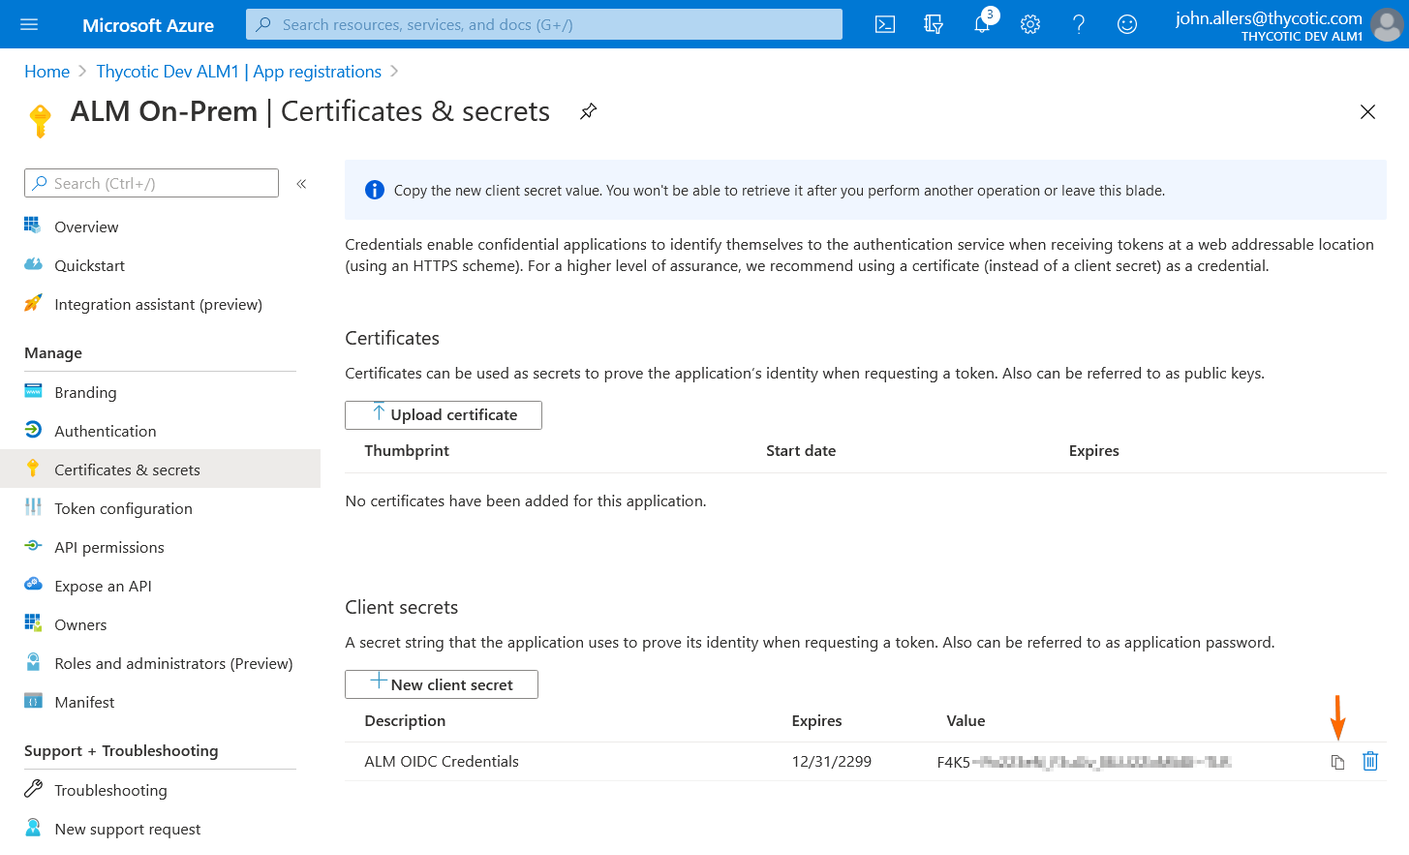 Microsoft Azure
Search resources, services, and docs (G+/)
3
john.allers@thycotic.com
THYCOTIC DEV ALM1
Home > Thycotic Dev ALM1 | App registrations >
ALM On-Prem | Certificates & secrets
Search (Ctrl+/)
«
Overview
Quickstart
Integration assistant (preview)
Manage
Branding
Authentication
Certificates & secrets
Token configuration
API permissions
Expose an API
Owners
Roles and administrators (Preview)
Manifest
Support + Troubleshooting
Troubleshooting
New support request
Copy the new client secret value. You won't be able to retrieve it after you perform another operation or leave this blade.
Credentials enable confidential applications to identify themselves to the authentication service when receiving tokens at a web addressable location
(using an HTTPS scheme). For a higher level of assurance, we recommend using a certificate (instead of a client secret) as a credential.
Certificates
Certificates can be used as secrets to prove the application's identity when requesting a token. Also can be referred to as public keys.
Upload certificate
Thumbprint Start date Expires
No certificates have been added for this application.
Client secrets
A secret string that the application uses to prove its identity when requesting a token. Also can be referred to as application password.
New client secret
Description Expires Value
ALM OIDC Credentials 12/31/2299 F4K5